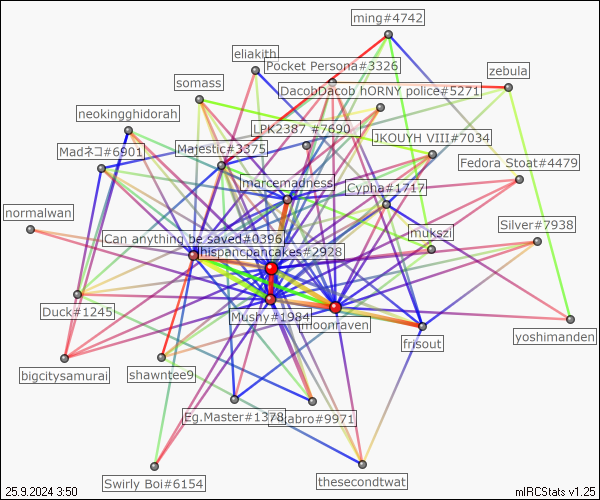 ming#4742
eliakith
Pocket Persona#3326
zebula
somass
DacobDacob hORNY police#5271
neokingghidorah
LPK2387 #7690
JKOUYH VIII#7034
Madネコ#6901
Majestic#3375
Fedora Stoat#4479
marcemadness
Cypha#1717
normalwan
Silver#7938
mukszi
Can anything be saved#0396
hispanicpancakes#2928
Duck#1245
Mushy#1984
moonraven
frisout
yoshimanden
bigcitysamurai
shawntee9
Eg.Master#1378
abro#9971
Swirly Boi#6154
thesecondtwat
25.9.2024 3:50
mIRCStats v1.25